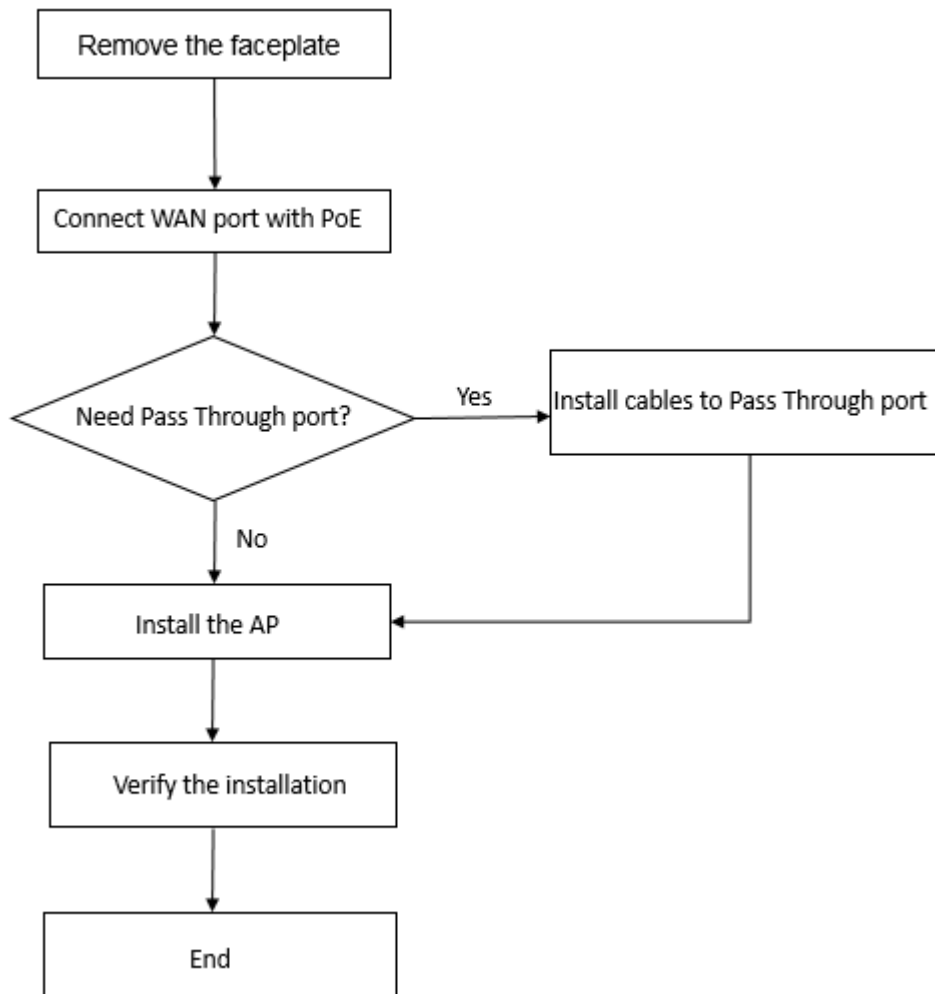 Remove the faceplate
Connect WAN port with PoE
Need Pass Through port?
Yes
Install cables to Pass Through port
No
Install the AP
Verify the installation
End